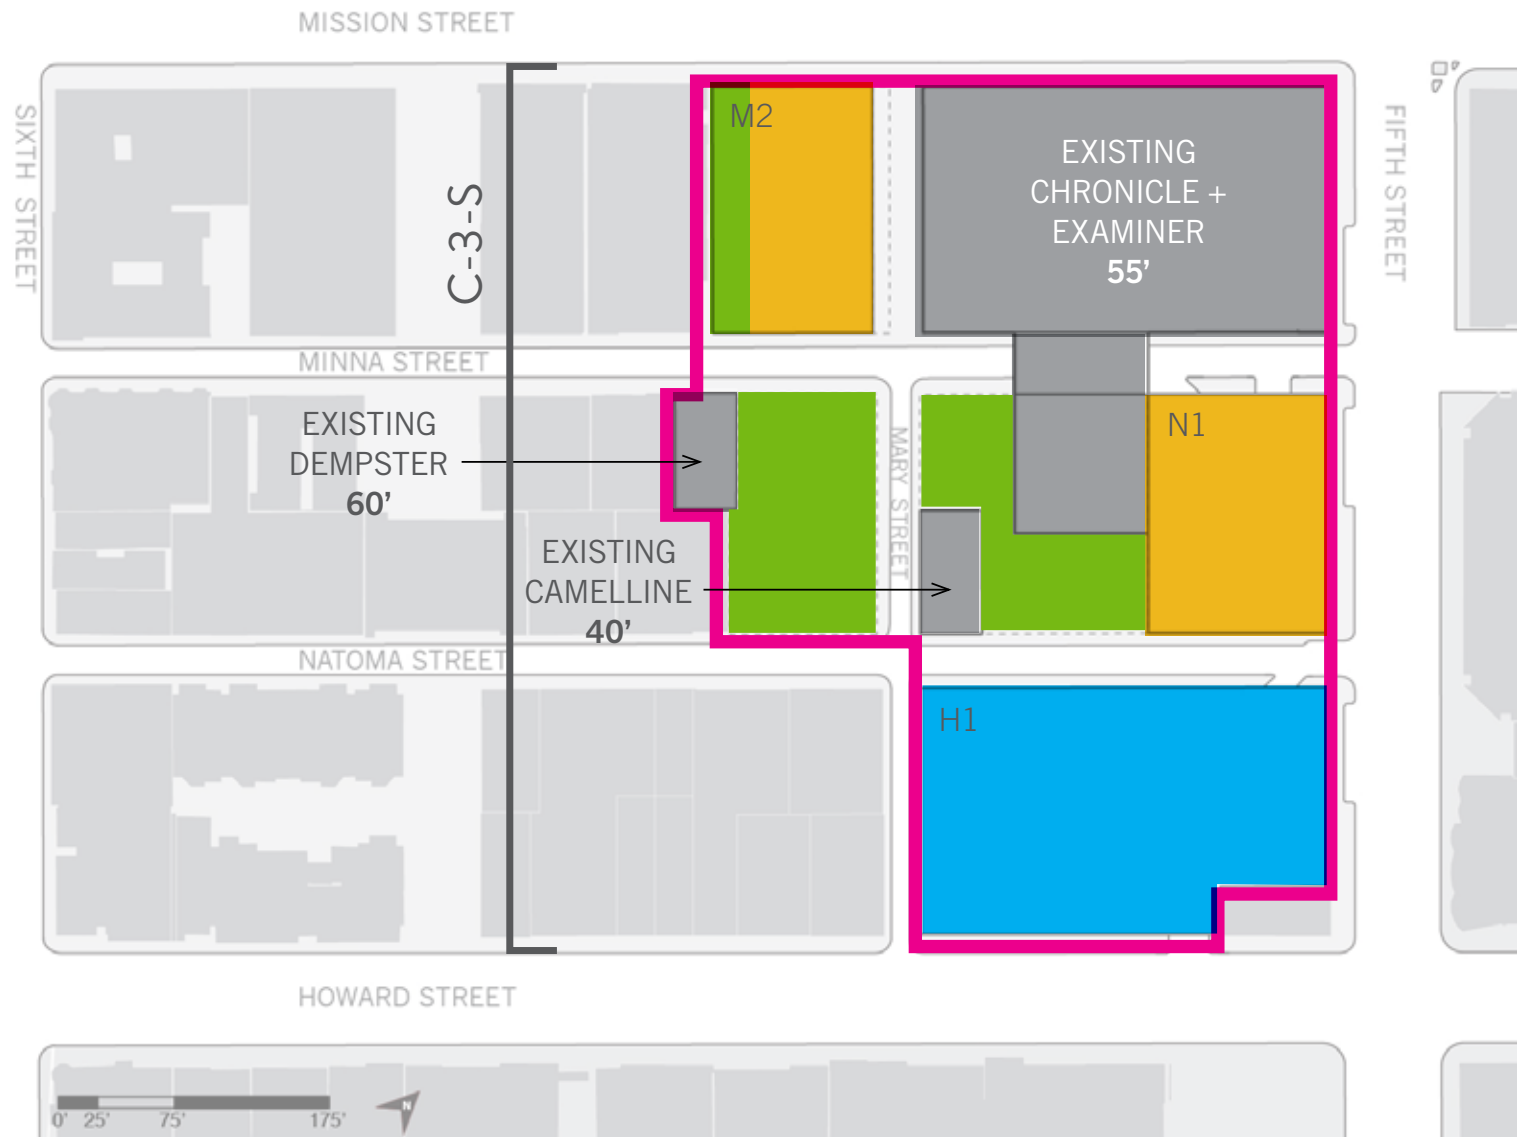 MISSION STREET
SIXTH STREET
C-3-S
M2
EXISTING
CHRONICLE +
EXAMINER
55’
FIFTH STREET
MINNA STREET
EXISTING
DEMPSTER
60’
MARY STREET
N1
EXISTING
CAMELLINE
40’
NATOMA STREET
H1
HOWARD STREET
0' 25' 75' 175'
N